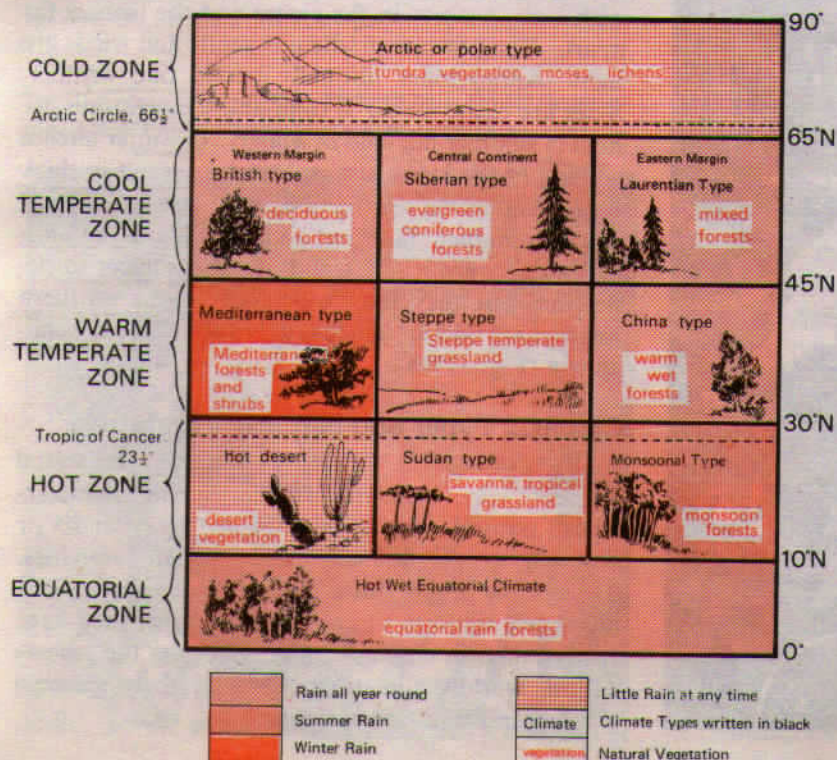 90°
Arctic or polar type
tundra vegetation, moses, lichens
COLD ZONE
Arctic Circle, 66½°
65°N
Western Margin
British type
deciduous
forests
Central Continent
Siberian type
evergreen
coniferous
forests
Eastern Margin
Laurentian Type
mixed
forests
COOL
TEMPERATE
ZONE
45°N
Mediterranean type
Mediterran
forests
and
shrubs
Steppe type
Steppe temperate
grassland
China type
warm
wet
forests
WARM
TEMPERATE
ZONE
30°N
Tropic of Cancer
23½°
HOT ZONE
Hot desert
desert
vegetation
Sudan type
savanna, tropical
grassland
Monsoonal Type
monsoon
forests
10°N
EQUATORIAL
ZONE
Hot Wet Equatorial Climate
equatorial rain forests
0°
Rain all year round
Summer Rain
Winter Rain
Little Rain at any time
Climate Climate Types written in black
vegetation Natural Vegetation